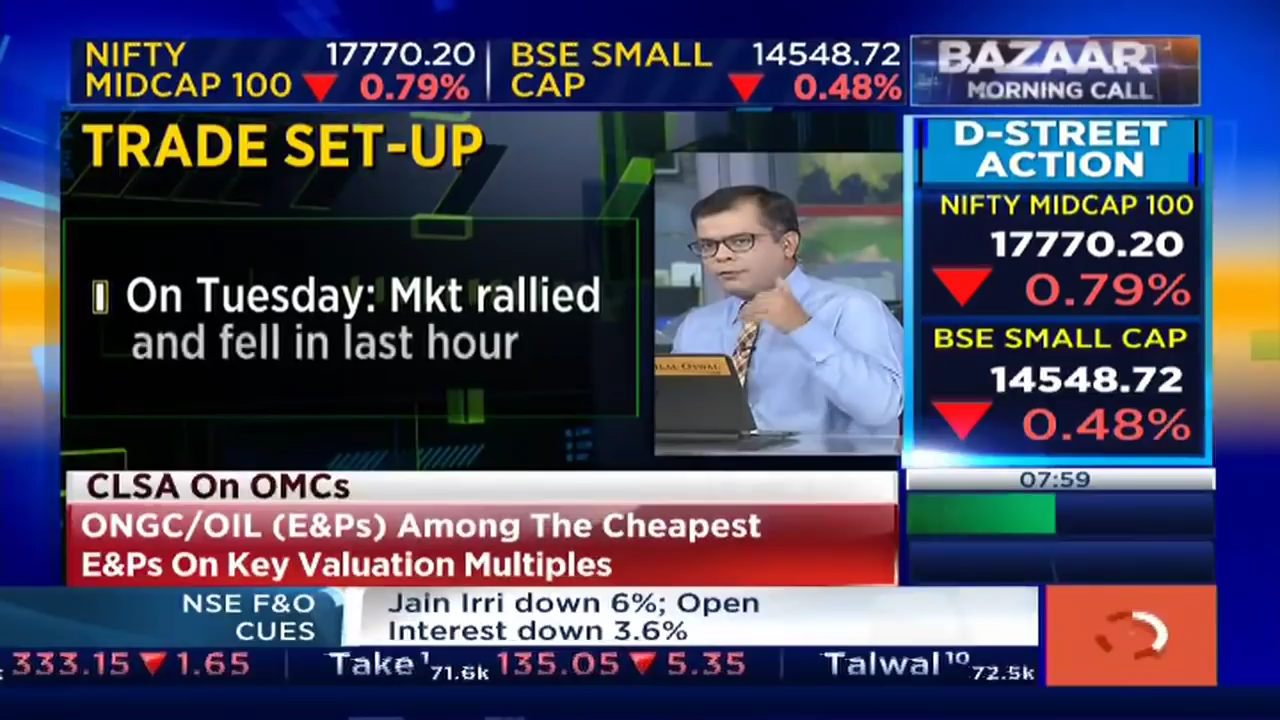 NIFTY
MIDCAP 100
17770.20
▼ 0.79%
BSE SMALL
CAP
14548.72
▼ 0.48%
BAZAAR
MORNING CALL
TRADE SET-UP
On Tuesday: Mkt rallied
and fell in last hour
D-STREET
ACTION
NIFTY MIDCAP 100
17770.20
▼ 0.79%
BSE SMALL CAP
14548.72
▼ 0.48%
07:59
CLSA On OMCs
ONGC/OIL (E&Ps) Among The Cheapest
E&Ps On Key Valuation Multiples
NSE F&O
CUES
Jain Irri down 6%; Open
Interest down 3.6%
333.15 ▼ 1.65 Take 1 71.6k 135.05 ▼ 5.35 Talwal 10 72.5k